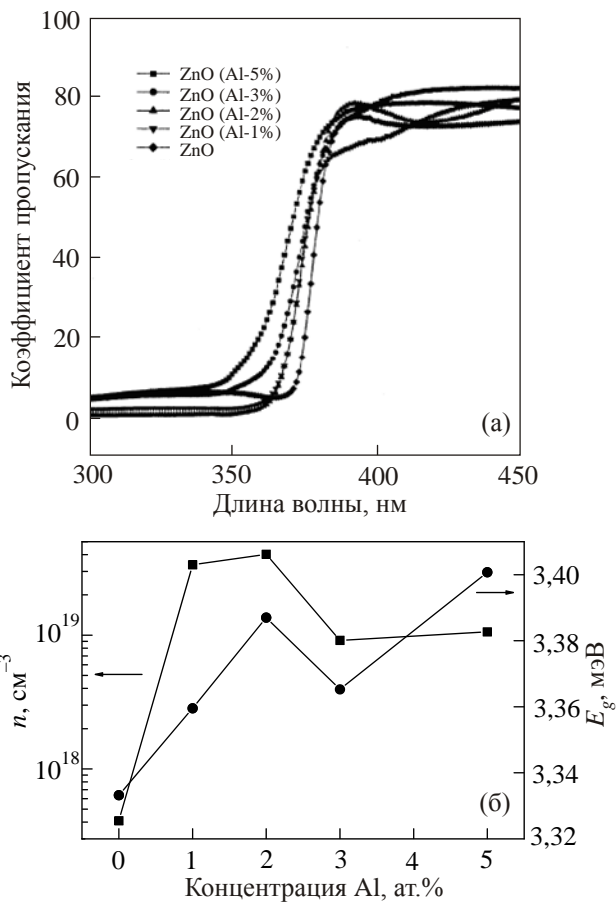 100
80
60
40
20
0
Коэффициент пропускания
ZnO (Al-5%)
ZnO (Al-3%)
ZnO (Al-2%)
ZnO (Al-1%)
ZnO
(а)
300 350 400 450
Длина волны, нм
10¹⁹
10¹⁸
n, см⁻³
3,40
3,38
3,36
3,34
3,32
E_g, мэВ
(б)
0 1 2 3 5
Концентрация Al, ат.%